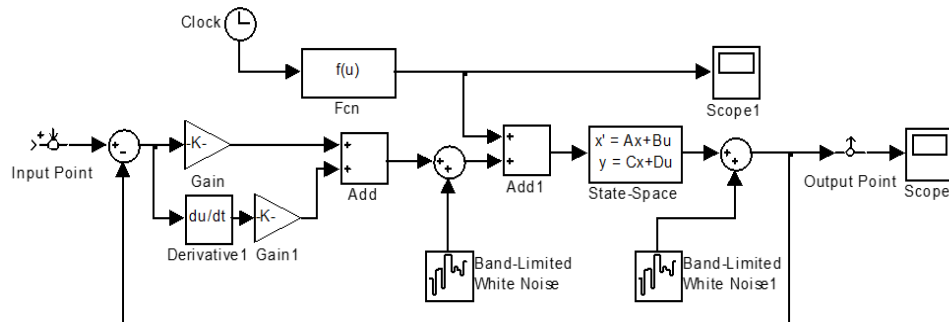 Clock
f(u)
Fcn
Scope1
Input Point
-K-
Gain
Add
Add1
x' = Ax+Bu
y = Cx+Du
State-Space
Output Point
Scope
du/dt
Derivative1
-K-
Gain1
Band-Limited
White Noise
Band-Limited
White Noise1